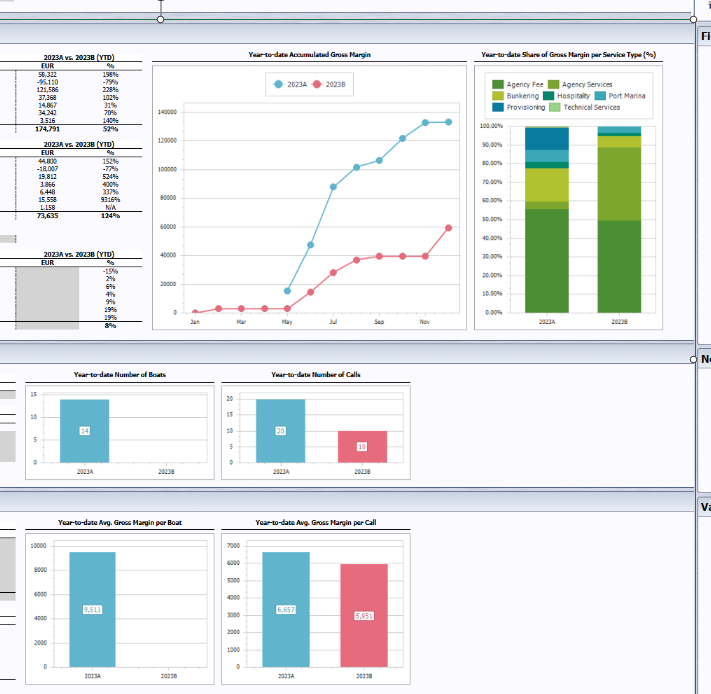 Fi
2023A vs. 2023B (YTD)
EUR %
58,322 198%
-95,110 -79%
121,586 228%
37,368 102%
14,867 31%
34,242 70%
3,516 140%
174,791 52%
2023A vs. 2023B (YTD)
EUR %
44,800 152%
-18,007 -77%
19,812 524%
3,866 400%
6,448 337%
15,558 9316%
1,158 N/A
73,635 124%
2023A vs. 2023B (YTD)
EUR %
-15%
2%
6%
4%
9%
19%
19%
8%
Year-to-date Accumulated Gross Margin
2023A 2023B
140000
120000
100000
80000
60000
40000
20000
0
Jan Mar May Jul Sep Nov
Year-to-date Share of Gross Margin per Service Type (%)
Agency Fee Agency Services
Bunkering Hospitality Port Marina
Provisioning Technical Services
100.00%
90.00%
80.00%
70.00%
60.00%
50.00%
40.00%
30.00%
20.00%
10.00%
0.00%
2023A 2023B
Year-to-date Number of Boats
15
10
5
0
14
2023A 2023B
Year-to-date Number of Calls
20
15
10
5
0
20
10
2023A 2023B
Year-to-date Avg. Gross Margin per Boat
10000
8000
6000
4000
2000
0
9,511
2023A 2023B
Year-to-date Avg. Gross Margin per Call
7000
6000
5000
4000
3000
2000
1000
0
6,657
5,951
2023A 2023B
Va